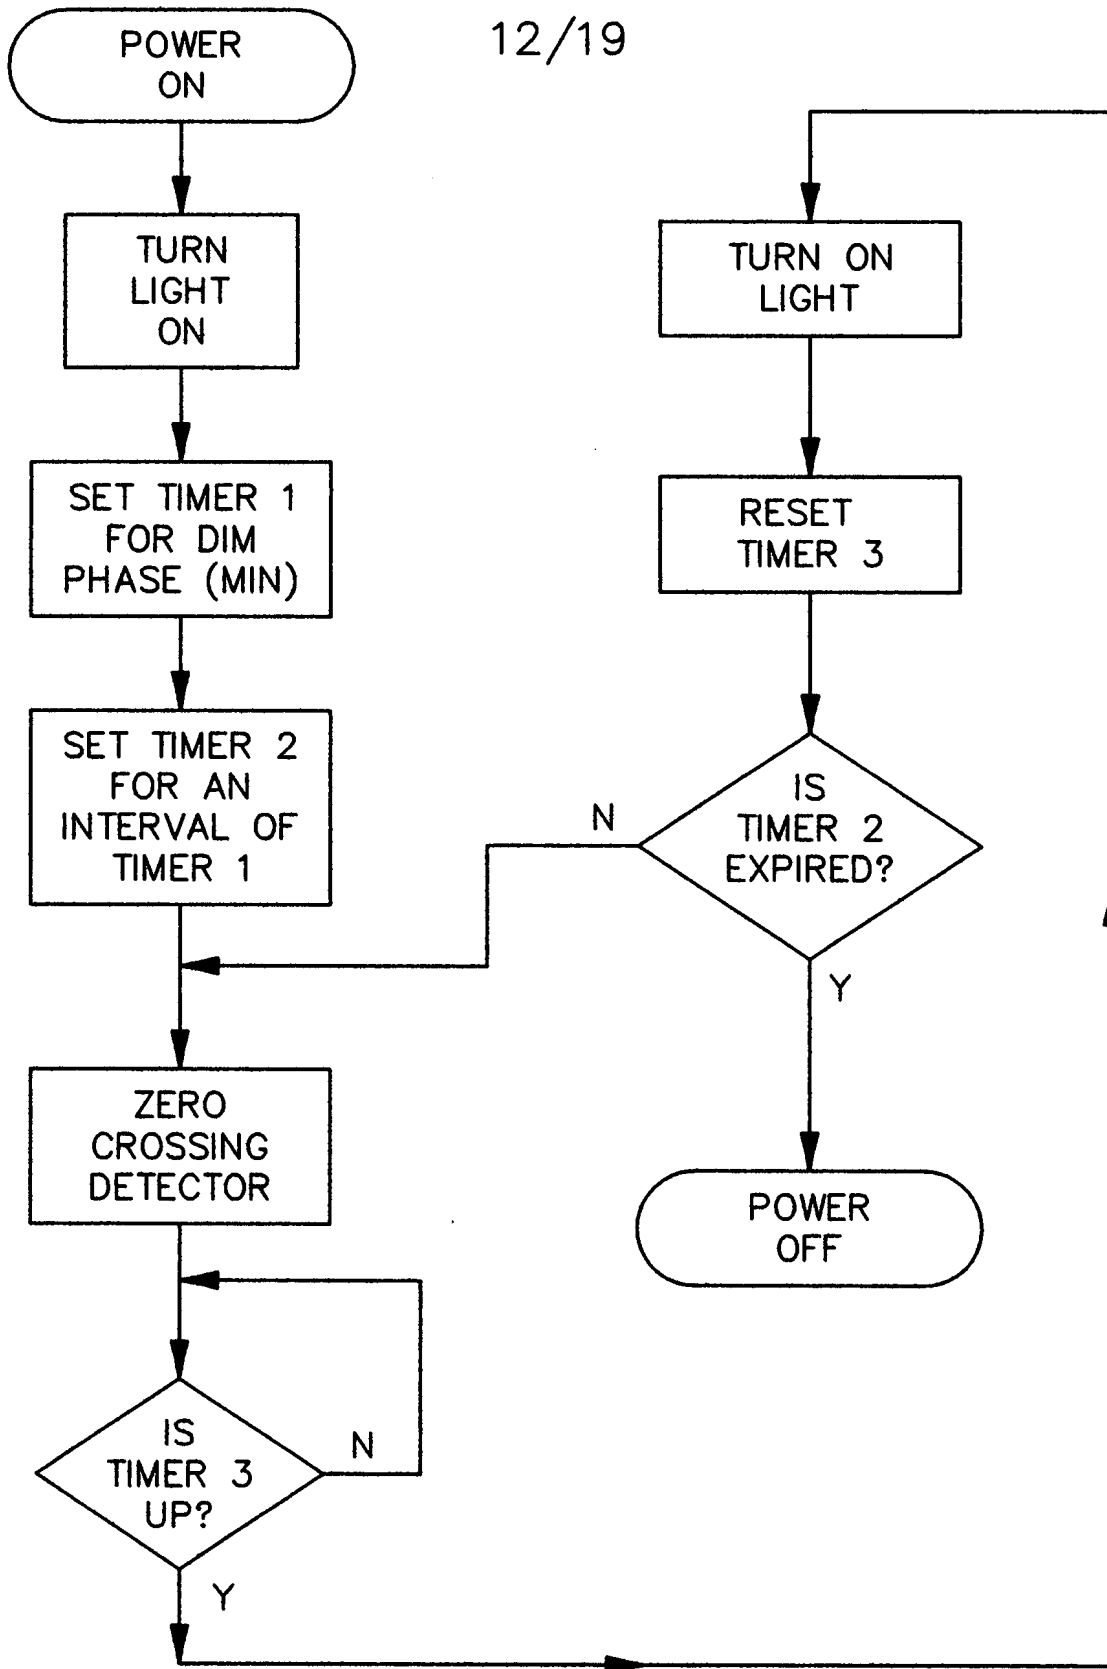 12/19
POWER
ON
TURN
LIGHT
ON
SET TIMER 1
FOR DIM
PHASE (MIN)
SET TIMER 2
FOR AN
INTERVAL OF
TIMER 1
ZERO
CROSSING
DETECTOR
IS
TIMER 3
UP?
N
Y
TURN ON
LIGHT
RESET
TIMER 3
IS
TIMER 2
EXPIRED?
N
Y
POWER
OFF